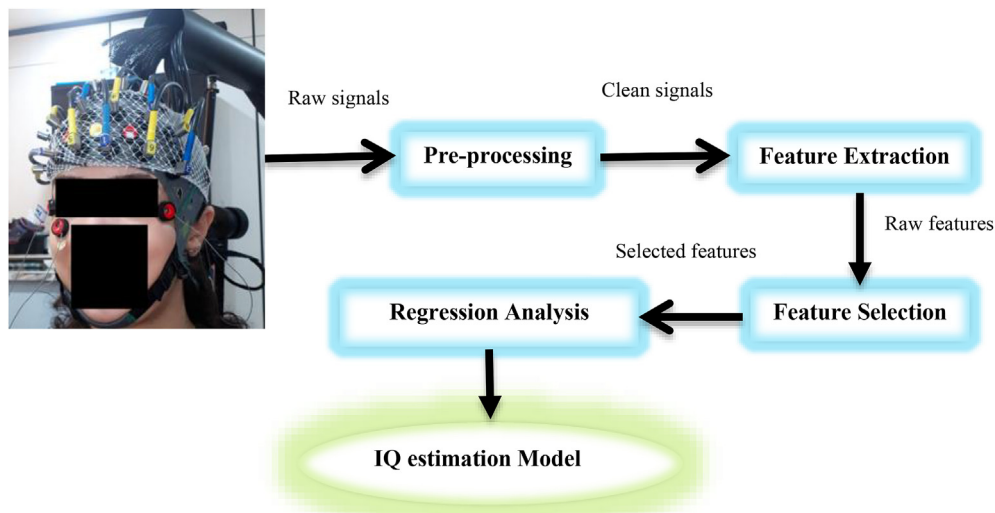 Raw signals
Clean signals
Pre-processing
Feature Extraction
Raw features
Selected features
Regression Analysis
Feature Selection
IQ estimation Model